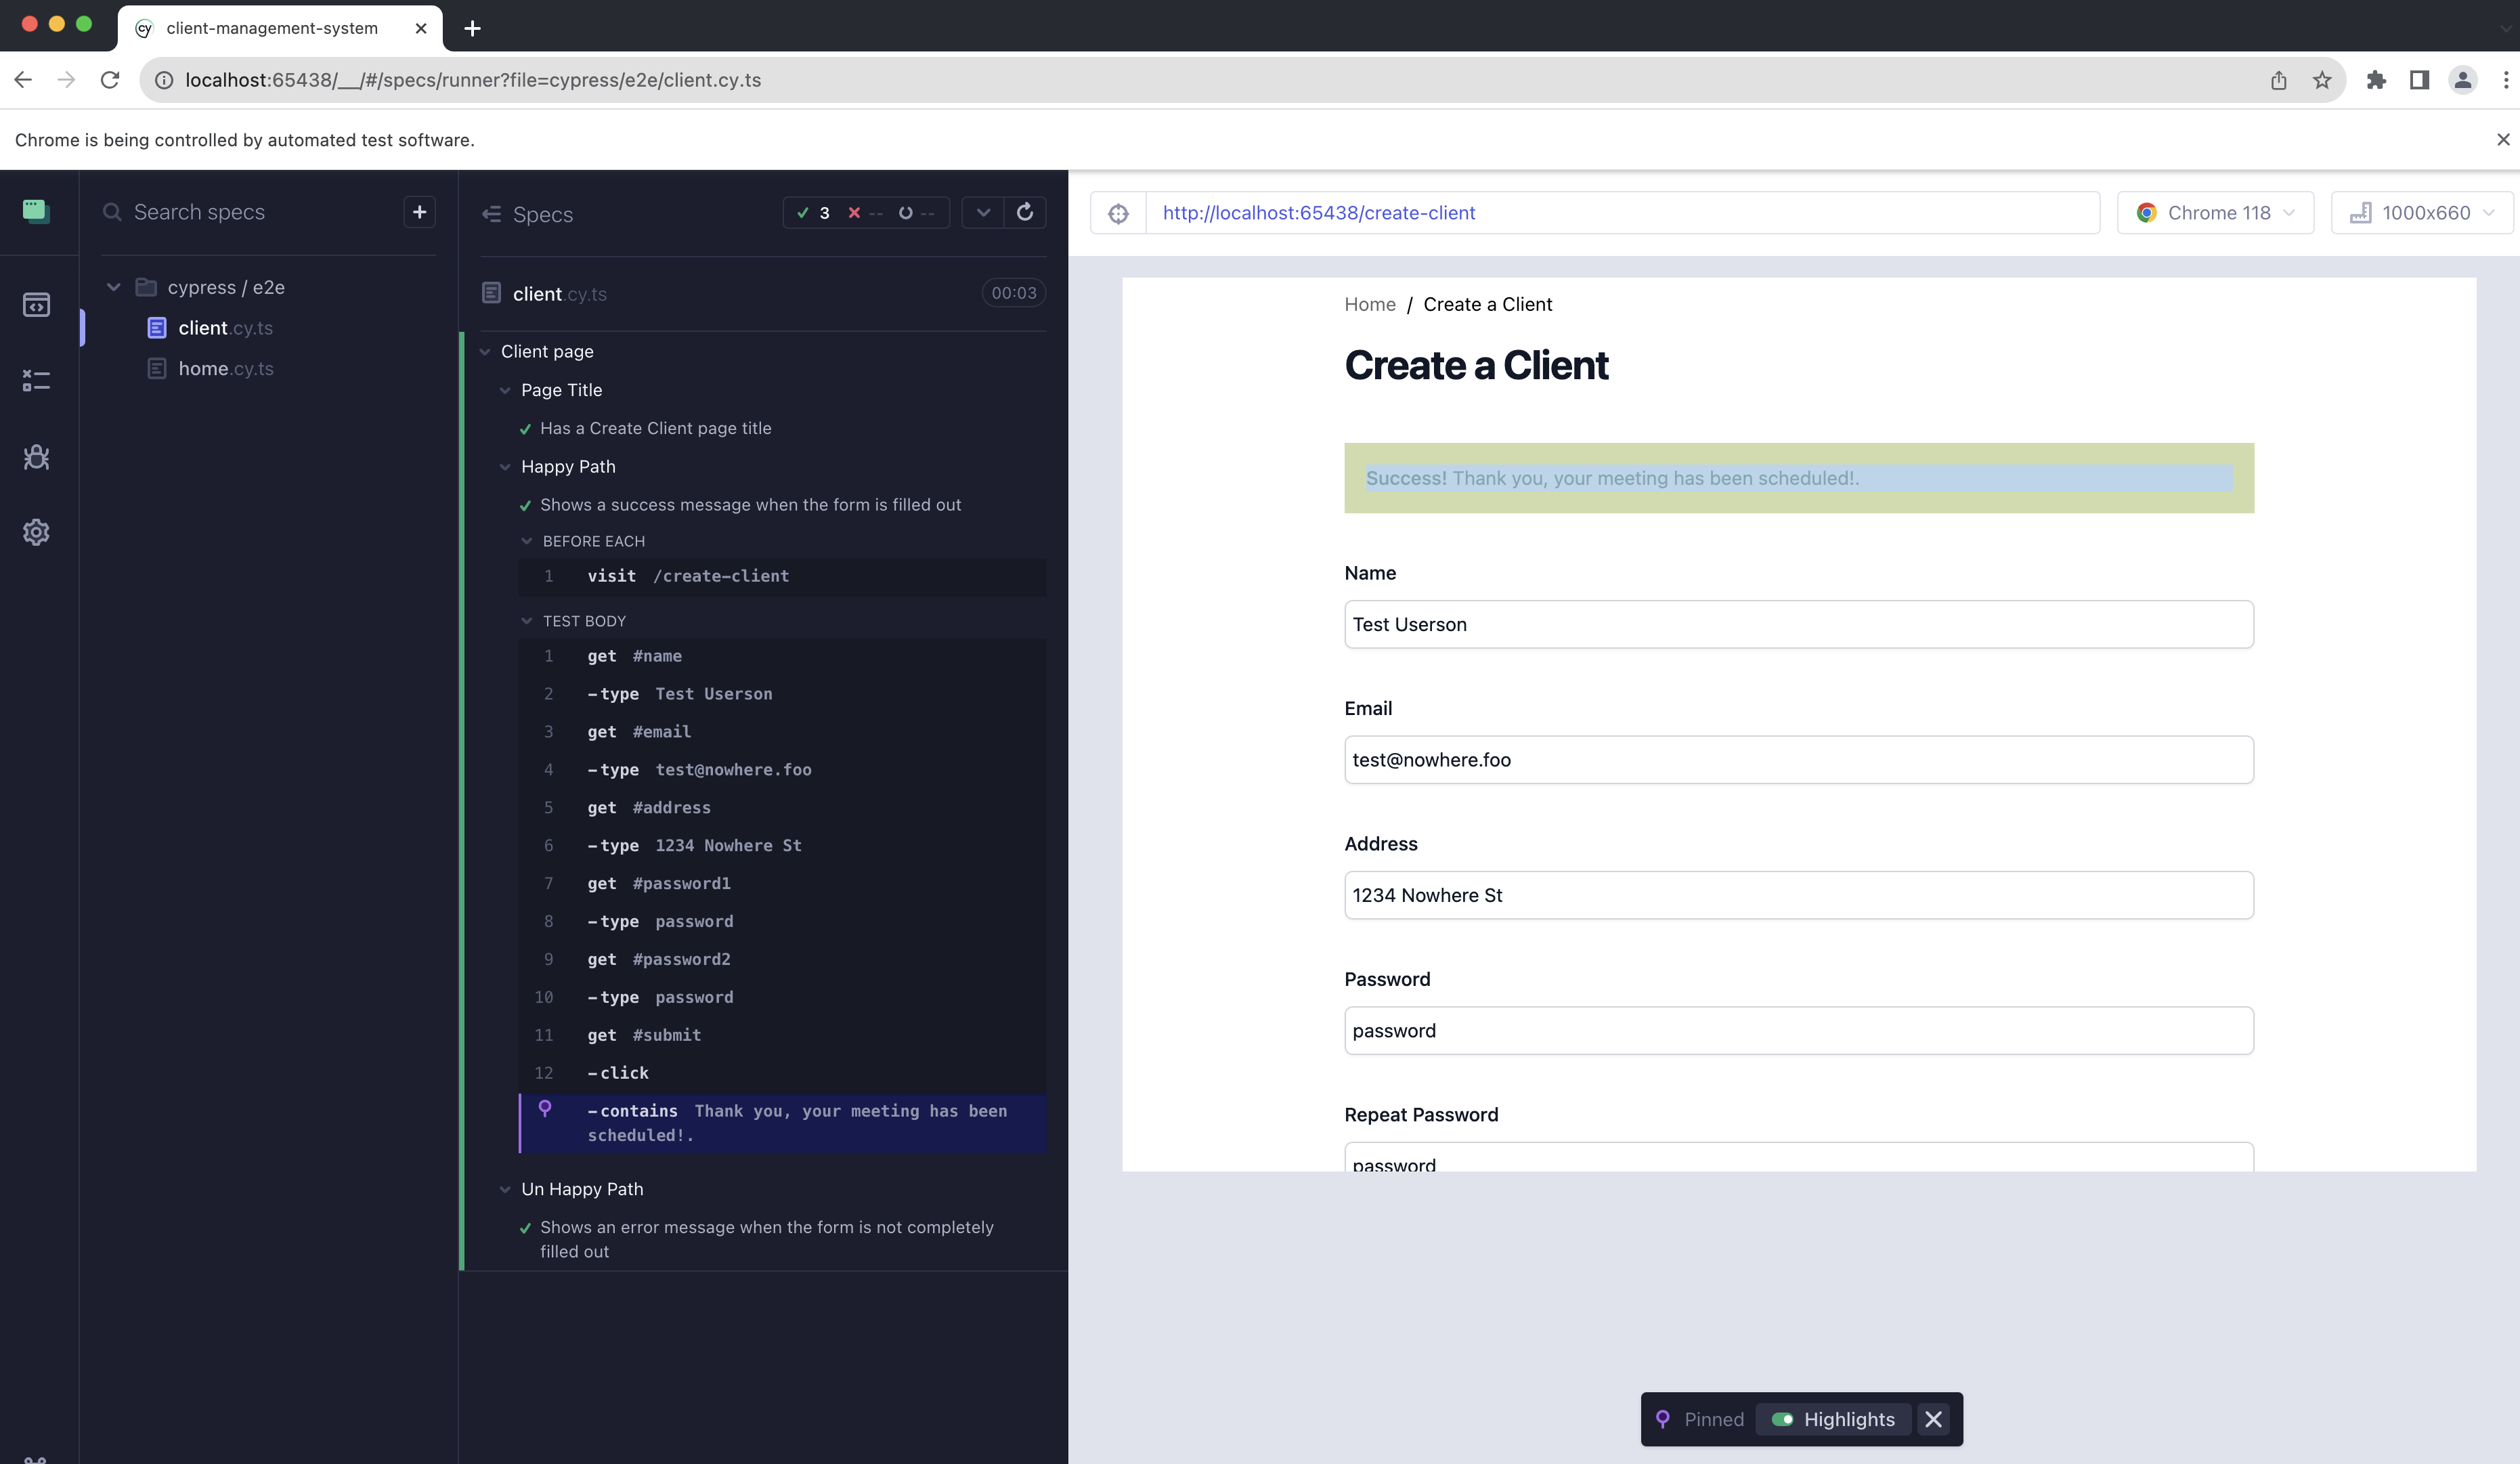 cy client-management-system
localhost:65438/__/#/specs/runner?file=cypress/e2e/client.cy.ts
Chrome is being controlled by automated test software.
Search specs
cypress / e2e
client.cy.ts
home.cy.ts
Specs
3 -- --
client.cy.ts 00:03
Client page
Page Title
Has a Create Client page title
Happy Path
Shows a success message when the form is filled out
BEFORE EACH
1 visit /create-client
TEST BODY
1 get #name
2 -type Test Userson
3 get #email
4 -type test@nowhere.foo
5 get #address
6 -type 1234 Nowhere St
7 get #password1
8 -type password
9 get #password2
10 -type password
11 get #submit
12 -click
-contains Thank you, your meeting has been
scheduled!.
Un Happy Path
Shows an error message when the form is not completely
filled out
http://localhost:65438/create-client
Chrome 118
1000x660
Home / Create a Client
Create a Client
Success! Thank you, your meeting has been scheduled!.
Name
Test Userson
Email
test@nowhere.foo
Address
1234 Nowhere St
Password
password
Repeat Password
password
Pinned Highlights